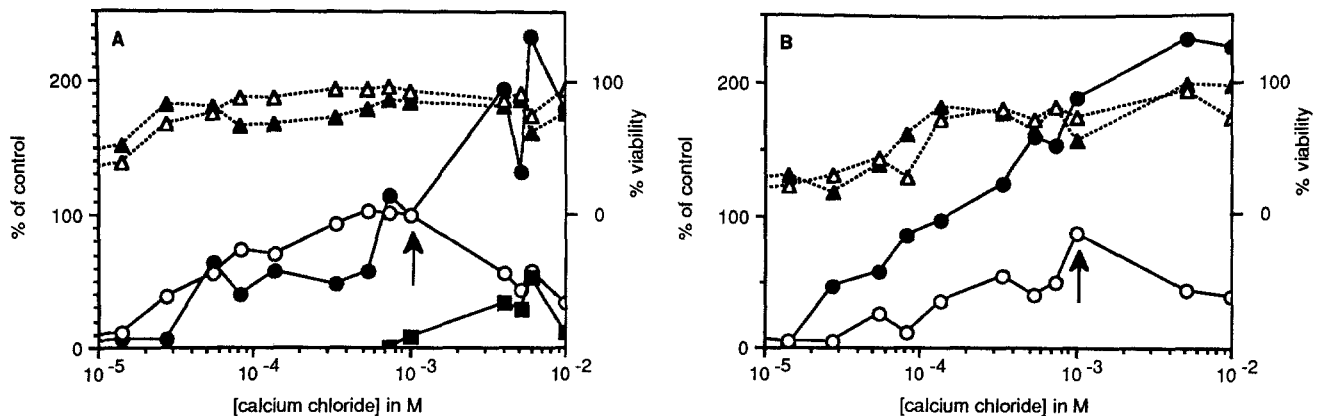 A
200
100
0
% of control
100
0
% viability
10-5
10-4
10-3
10-2
[calcium chloride] in M
B
200
100
0
% of control
100
0
% viability
10-5
10-4
10-3
10-2
[calcium chloride] in M